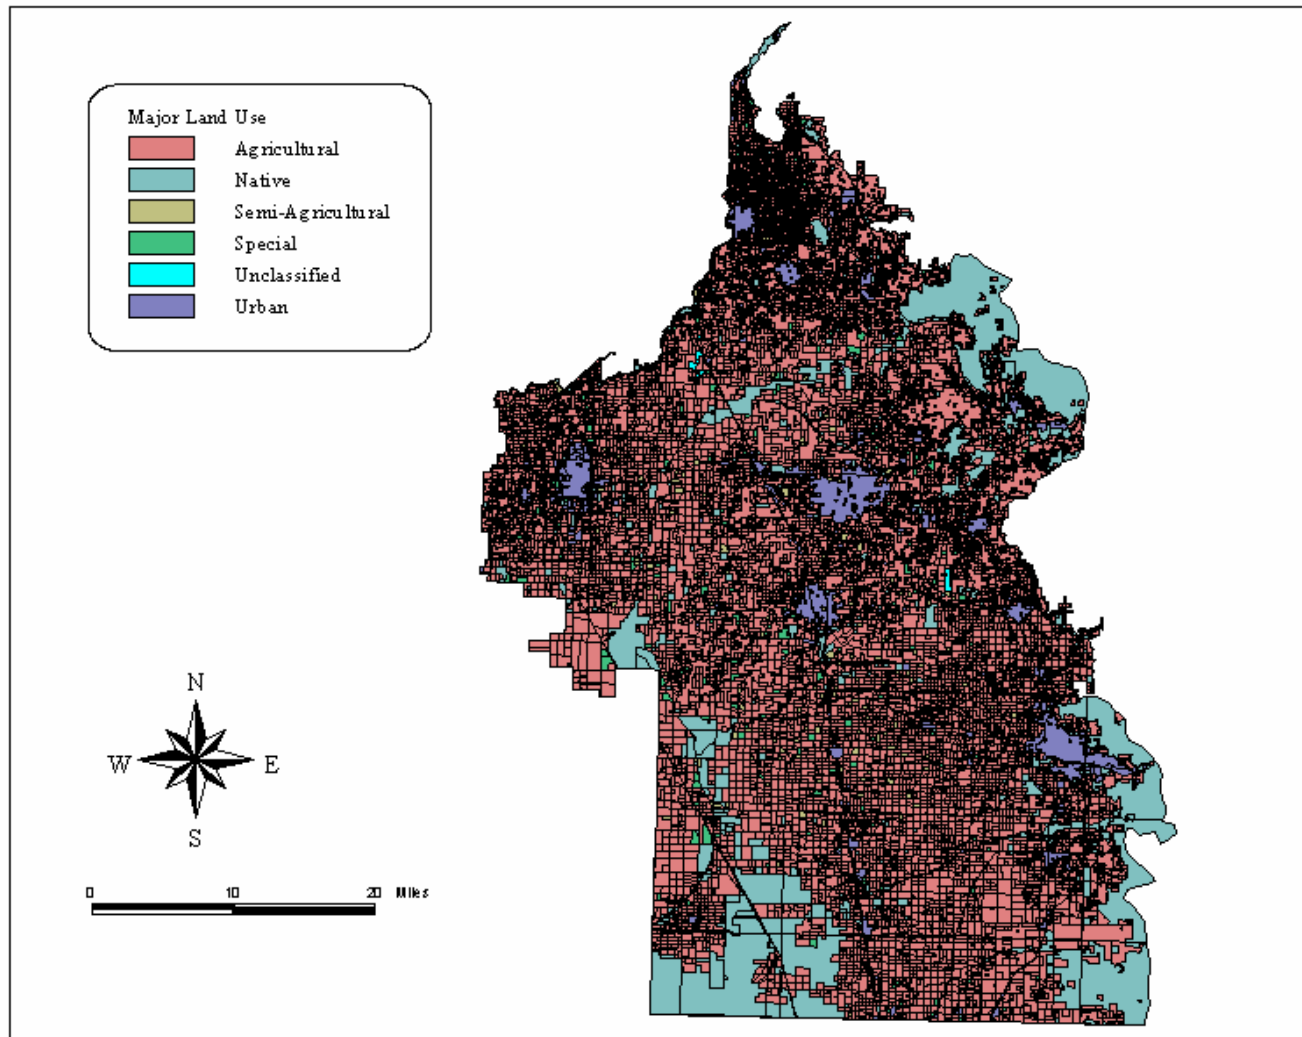 Major Land Use
Agricultural
Native
Semi-Agricultural
Special
Unclassified
Urban
N
W E
S
0 10 20 Miles